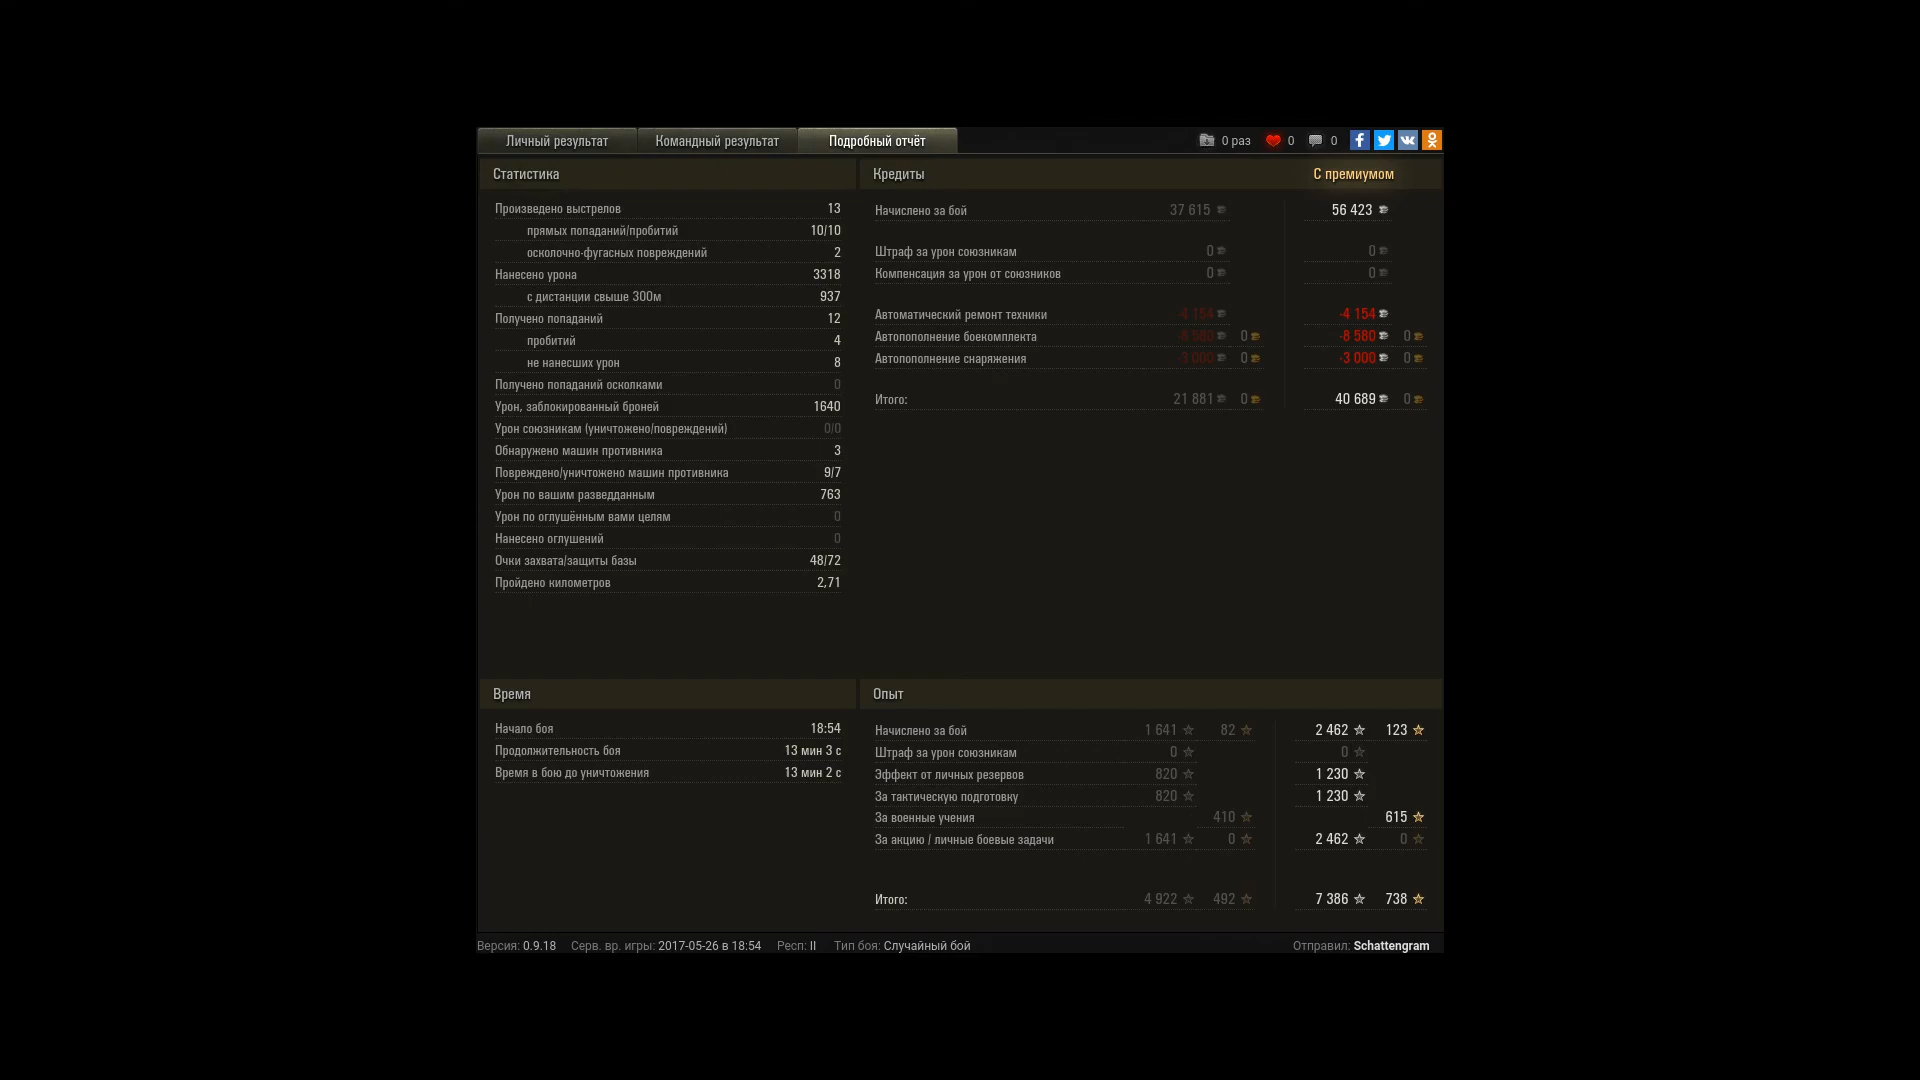 Личный результат Командный результат Подробный отчёт 0 раз 0 0
Статистика
Произведено выстрелов 13
прямых попаданий/пробитий 10/10
осколочно-фугасных повреждений 2
Нанесено урона 3318
с дистанции свыше 300м 937
Получено попаданий 12
пробитий 4
не нанесших урон 8
Получено попаданий осколками 0
Урон, заблокированный броней 1640
Урон союзникам (уничтожено/повреждений) 0/0
Обнаружено машин противника 3
Повреждено/уничтожено машин противника 9/7
Урон по вашим разведданным 763
Урон по оглушённым вами целям 0
Нанесено оглушений 0
Очки захвата/защиты базы 48/72
Пройдено километров 2,71
Кредиты С премиумом
Начислено за бой 37 615 56 423
Штраф за урон союзникам 0 0
Компенсация за урон от союзников 0 0
Автоматический ремонт техники -4 154 -4 154
Автопополнение боекомплекта -8 580 0 -8 580 0
Автопополнение снаряжения -3 000 0 -3 000 0
Итого: 21 881 0 40 689 0
Время
Начало боя 18:54
Продолжительность боя 13 мин 3 с
Время в бою до уничтожения 13 мин 2 с
Опыт
Начислено за бой 1 641 82 2 462 123
Штраф за урон союзникам 0 0
Эффект от личных резервов 820 1 230
За тактическую подготовку 820 1 230
За военные учения 410 615
За акцию / личные боевые задачи 1 641 0 2 462 0
Итого: 4 922 492 7 386 738
Версия: 0.9.18 Серв. вр. игры: 2017-05-26 в 18:54 Респ: II Тип боя: Случайный бой Отправил: Schattengram